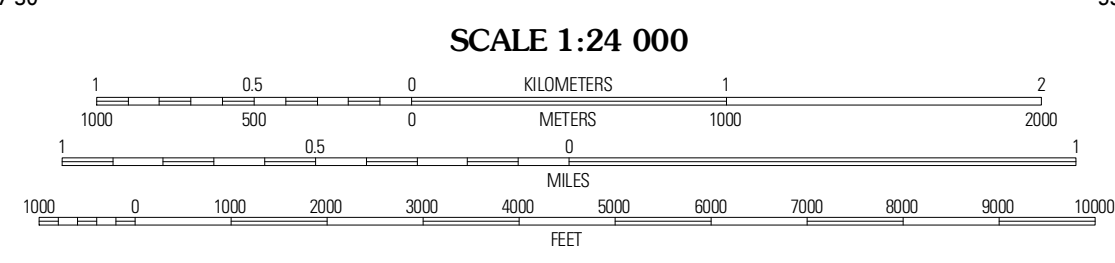 SCALE 1:24 000
1 0.5 0 KILOMETERS 1 2
1000 500 0 METERS 1000 2000
1 0.5 0 1
MILES
1000 0 1000 2000 3000 4000 5000 6000 7000 8000 9000 10000
FEET